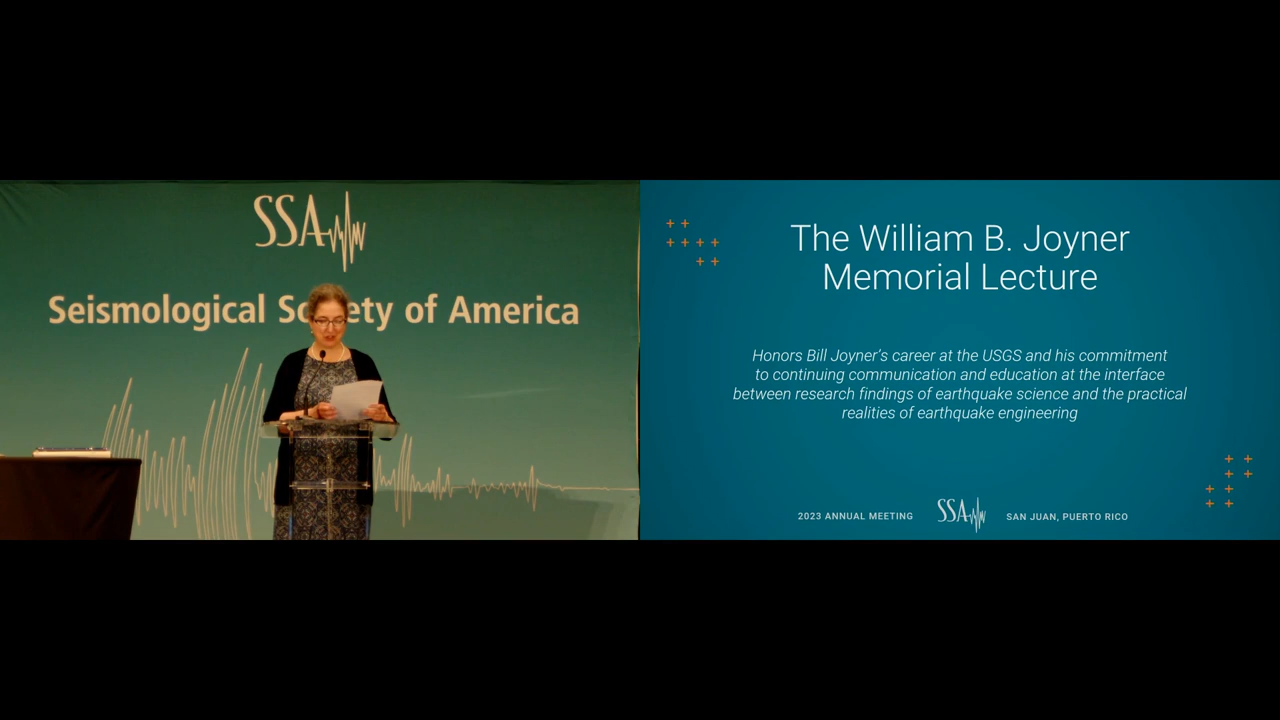 SSA
Seismological Society of America
The William B. Joyner
Memorial Lecture
Honors Bill Joyner's career at the USGS and his commitment
to continuing communication and education at the interface
between research findings of earthquake science and the practical
realities of earthquake engineering
2023 ANNUAL MEETING
SSA
SAN JUAN, PUERTO RICO